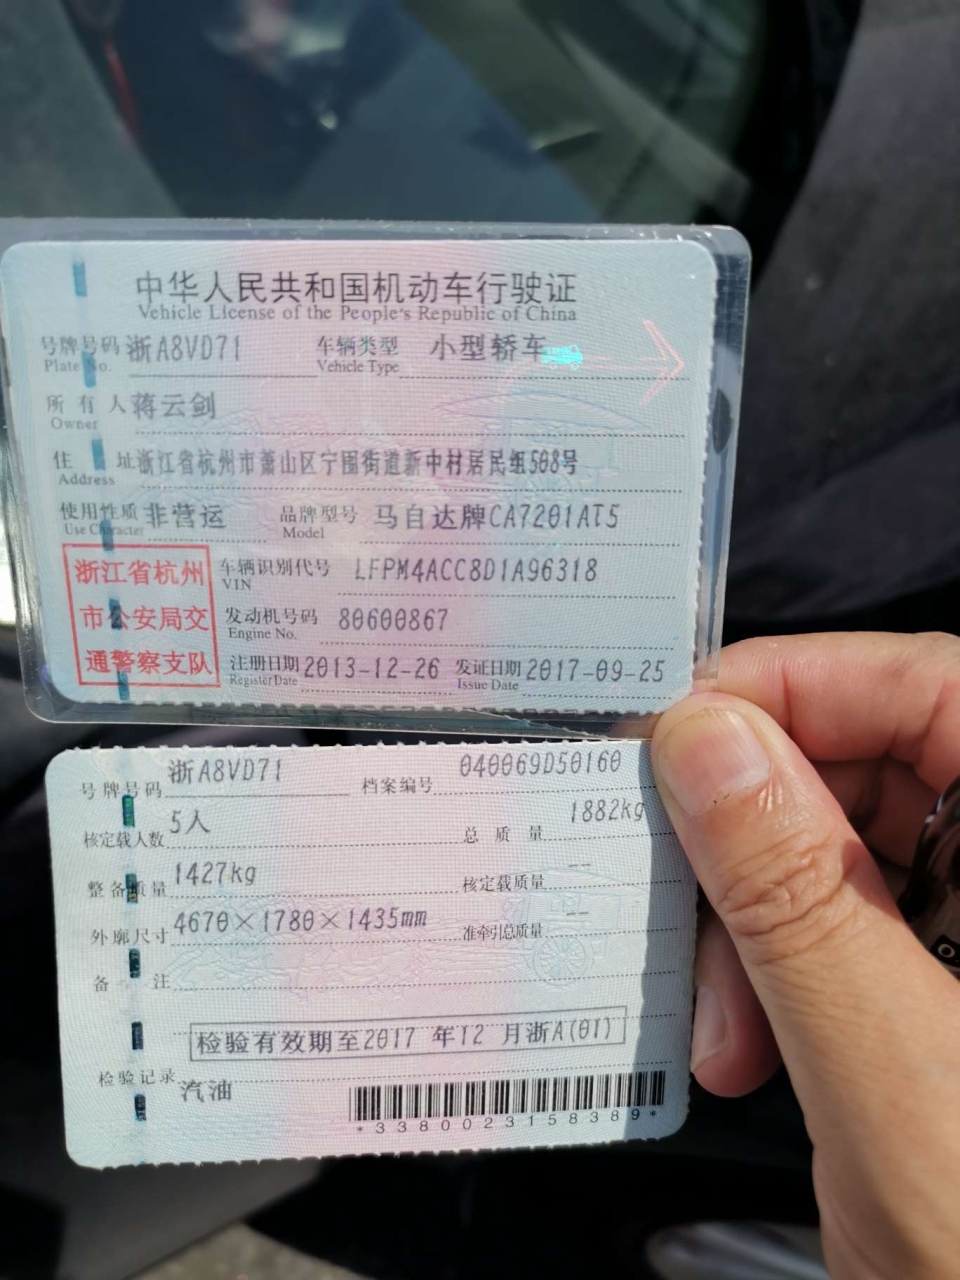 中华人民共和国机动车行驶证
Vehicle License of the People's Republic of China
号牌号码 浙A8VD71 车辆类型 小型轿车
Plate No. Vehicle Type
所有人 蒋云剑
Owner
住址 浙江省杭州市萧山区宁围街道新中村居民组508号
Address
使用性质 非营运 品牌型号 马自达牌CA7201AT5
Use Character Model
浙江省杭州
市公安局交
通警察支队
车辆识别代号 LFPM4ACC8D1A96318
VIN
发动机号码 80600867
Engine No.
注册日期 2013-12-26 发证日期 2017-09-25
Register Date Issue Date
号牌号码 浙A8VD71 档案编号 040069D50160
核定载人数 5人 总质量 1882kg
整备质量 1427kg 核定载质量 --
外廓尺寸 4670×1780×1435mm 准牵引总质量 --
备注
检验有效期至2017 年12 月浙A(01)
检验记录 汽油
*3380023158389*